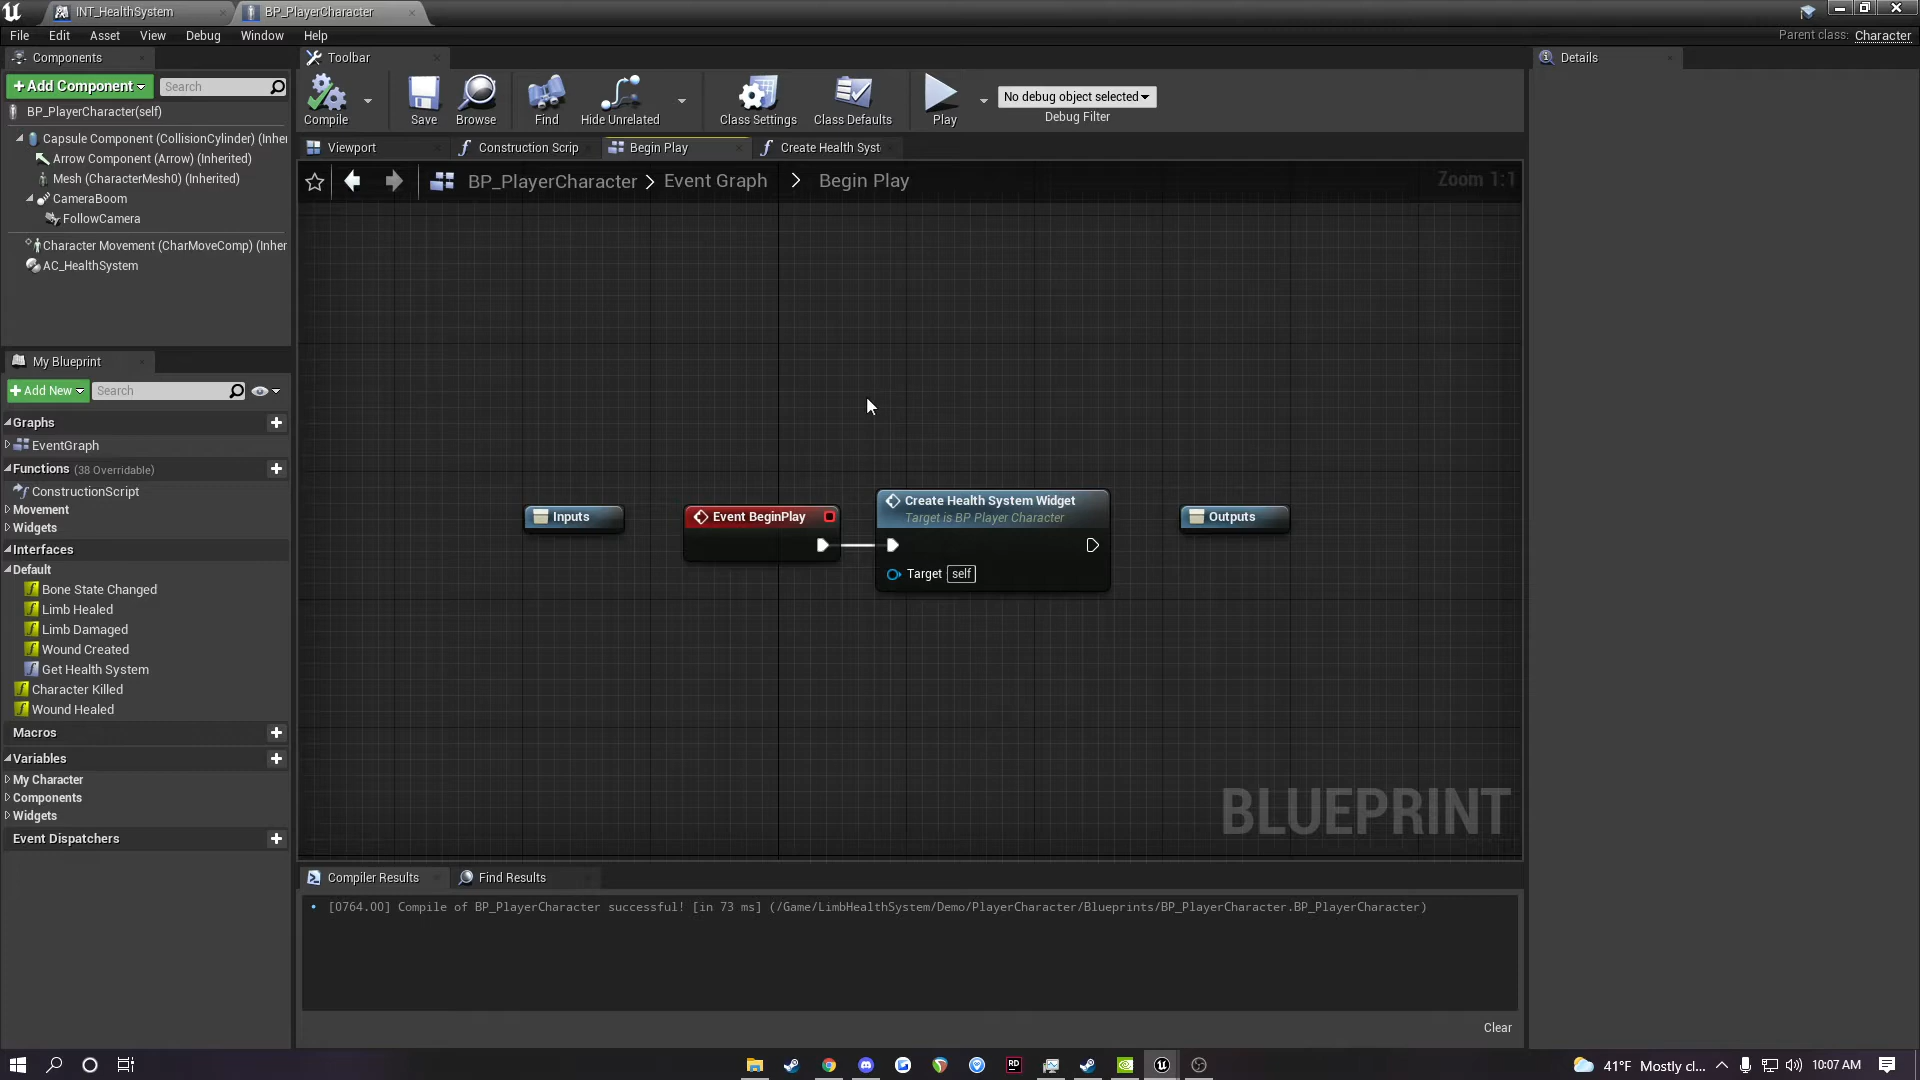 INT_HealthSystem
BP_PlayerCharacter
File Edit Asset View Debug Window Help
Parent class: Character
Components
Toolbar
Details
Add Component
Search
Compile
Save
Browse
Find
Hide Unrelated
Class Settings
Class Defaults
Play
No debug object selected
Debug Filter
BP_PlayerCharacter(self)
Capsule Component (CollisionCylinder) (Inhe
Arrow Component (Arrow) (Inherited)
Mesh (CharacterMesh0) (Inherited)
CameraBoom
FollowCamera
Character Movement (CharMoveComp) (Inher
AC_HealthSystem
Viewport
Construction Scrip
Begin Play
Create Health Syst
BP_PlayerCharacter > Event Graph > Begin Play
Zoom 1:1
My Blueprint
Add New
Search
Graphs
EventGraph
Functions (38 Overridable)
ConstructionScript
Movement
Widgets
Interfaces
Default
Bone State Changed
Limb Healed
Limb Damaged
Wound Created
Get Health System
Character Killed
Wound Healed
Macros
Variables
My Character
Components
Widgets
Event Dispatchers
Inputs
Event BeginPlay
Create Health System Widget
Target is BP Player Character
Target self
Outputs
BLUEPRINT
Compiler Results
Find Results
[0764.00] Compile of BP_PlayerCharacter successful! [in 73 ms] (/Game/LimbHealthSystem/Demo/PlayerCharacter/Blueprints/BP_PlayerCharacter.BP_PlayerCharacter)
Clear
RD
41°F Mostly cl...
10:07 AM